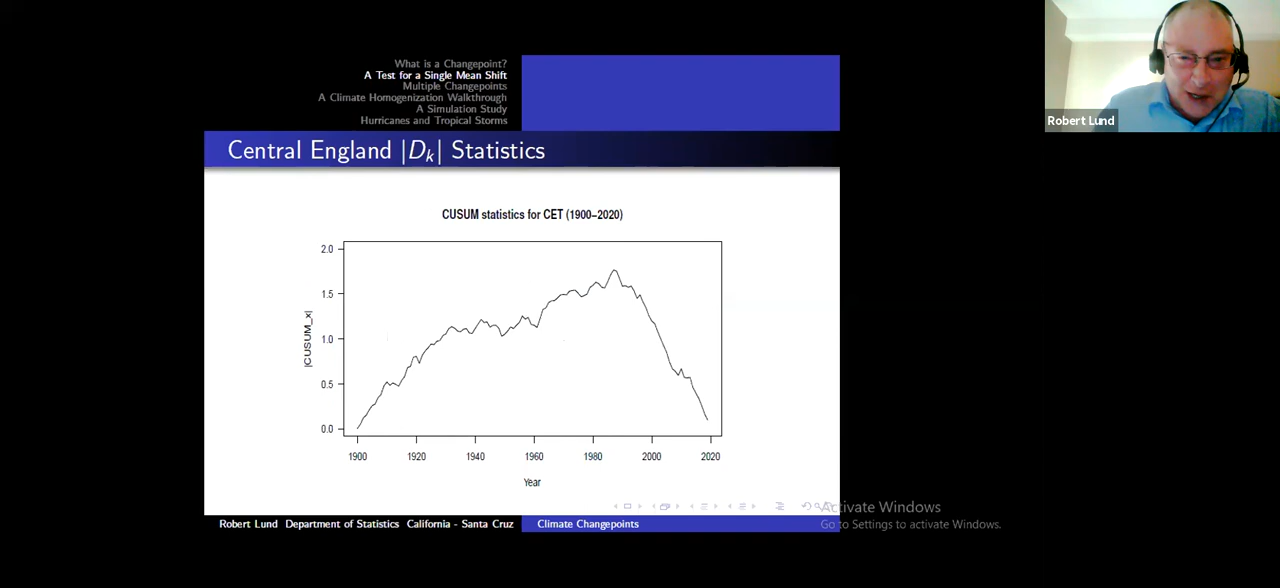 What is a Changepoint?
A Test for a Single Mean Shift
Multiple Changepoints
A Climate Homogenization Walkthrough
A Simulation Study
Hurricanes and Tropical Storms
Robert Lund
Central England |Dₖ| Statistics
CUSUM statistics for CET (1900–2020)
|CUSUM_x|
2.0
1.5
1.0
0.5
0.0
1900 1920 1940 1960 1980 2000 2020
Year
Activate Windows
Go to Settings to activate Windows.
Robert Lund Department of Statistics California - Santa Cruz Climate Changepoints